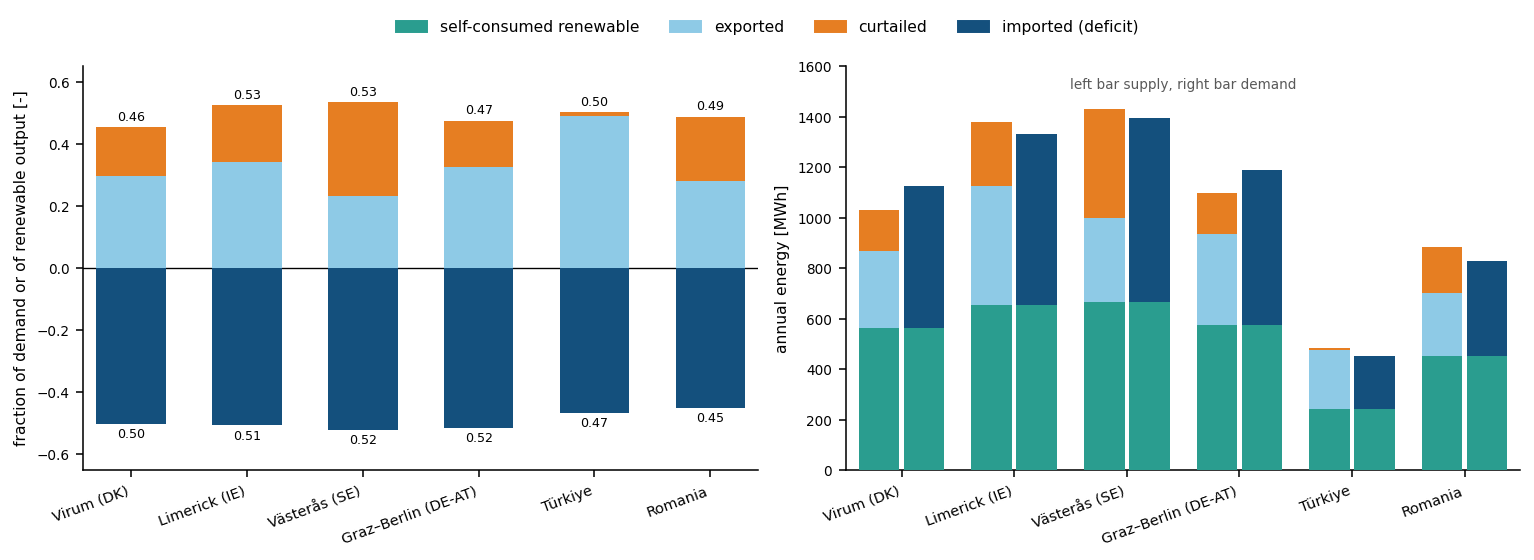 self-consumed renewable
exported
curtailed
imported (deficit)
fraction of demand or of renewable output [-]
0.6
0.4
0.2
0.0
−0.2
−0.4
−0.6
0.46
0.53
0.53
0.47
0.50
0.49
0.50
0.51
0.52
0.52
0.47
0.45
Virum (DK)
Limerick (IE)
Västerås (SE)
Graz–Berlin (DE-AT)
Türkiye
Romania
annual energy [MWh]
1600
1400
1200
1000
800
600
400
200
0
left bar supply, right bar demand
Virum (DK)
Limerick (IE)
Västerås (SE)
Graz–Berlin (DE-AT)
Türkiye
Romania